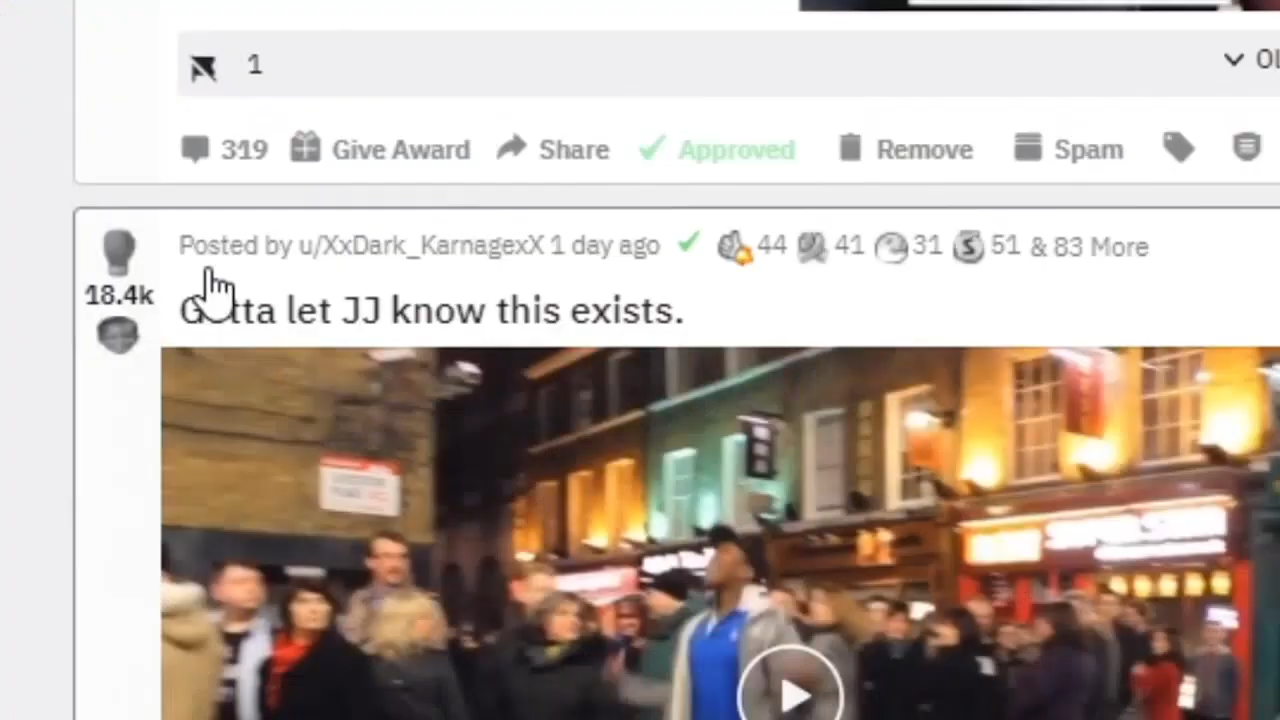 1
319 Give Award Share Approved Remove Spam
Posted by u/XxDark_KarnagexX 1 day ago 44 41 31 51 & 83 More
18.4k
Gotta let JJ know this exists.